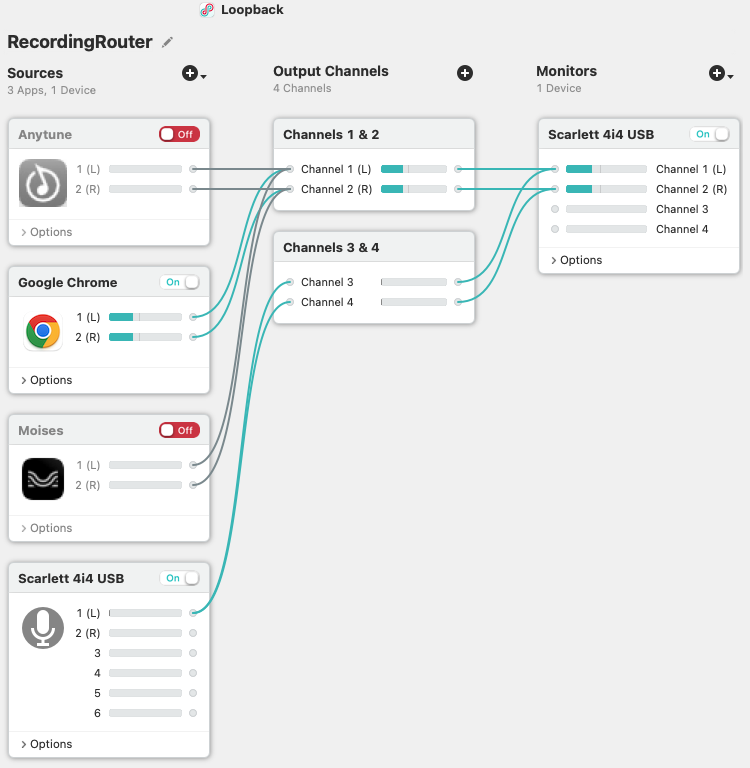 Loopback
RecordingRouter
Sources
3 Apps, 1 Device
Anytune
Off
1 (L)
2 (R)
Options
Google Chrome
On
1 (L)
2 (R)
Options
Moises
Off
1 (L)
2 (R)
Options
Scarlett 4i4 USB
On
1 (L)
2 (R)
3
4
5
6
Options
Output Channels
4 Channels
Channels 1 & 2
Channel 1 (L)
Channel 2 (R)
Channels 3 & 4
Channel 3
Channel 4
Monitors
1 Device
Scarlett 4i4 USB
On
Channel 1 (L)
Channel 2 (R)
Channel 3
Channel 4
Options